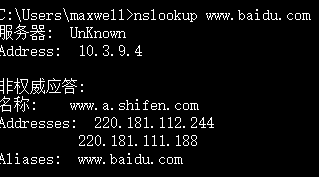 C:\Users\maxwell>nslookup www.baidu.com
服务器:  UnKnown
Address:  10.3.9.4

非权威应答:
名称:    www.a.shifen.com
Addresses:  220.181.112.244
          220.181.111.188
Aliases:  www.baidu.com